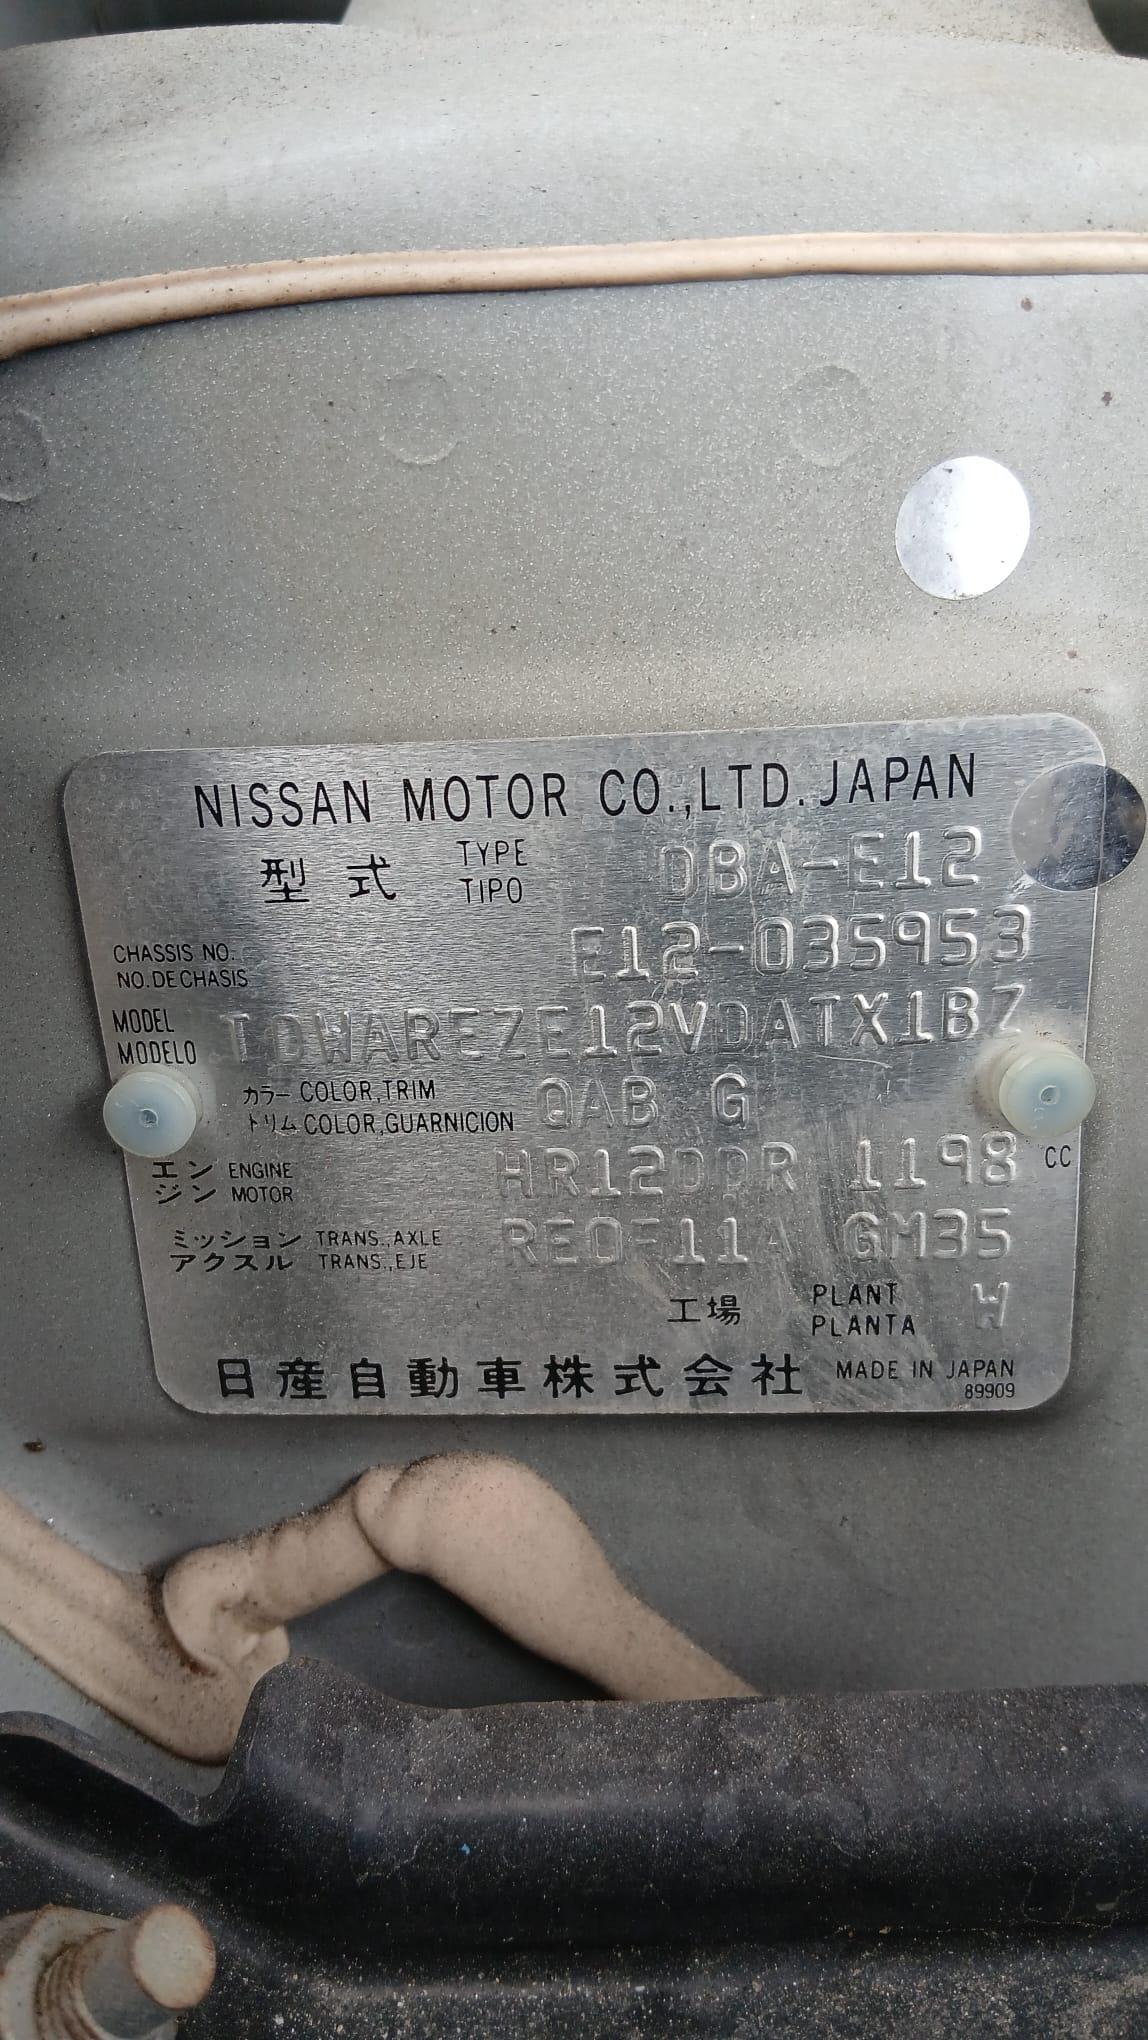 NISSAN MOTOR CO.,LTD.JAPAN
型式 TYPE DBA-E12
TIPO
CHASSIS NO. E12-035953
NO.DE CHASIS
MODEL TDWAREZE12VDATX1BZ
MODELO
カラー COLOR,TRIM QAB G
トリム COLOR,GUARNICION
エン ENGINE HR12DDR 1198 CC
ジン MOTOR
ミッション TRANS.,AXLE RE0F11A GM35
アクスル TRANS.,EJE
工場 PLANT W
PLANTA
日産自動車株式会社 MADE IN JAPAN
89909